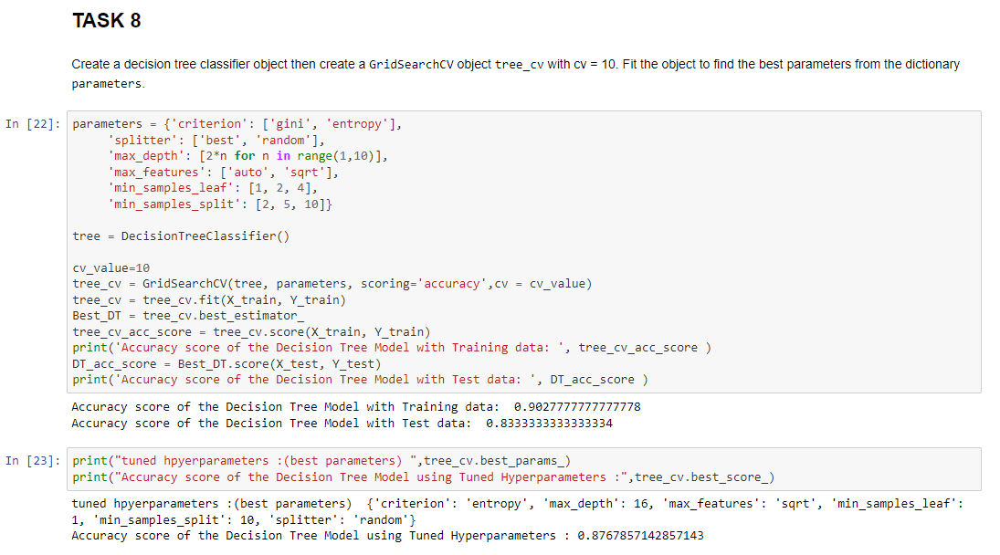 TASK 8
Create a decision tree classifier object then create a GridSearchCV object tree_cv with cv = 10. Fit the object to find the best parameters from the dictionary
parameters.
In [22]: parameters = {'criterion': ['gini', 'entropy'],
'splitter': ['best', 'random'],
'max_depth': [2*n for n in range(1,10)],
'max_features': ['auto', 'sqrt'],
'min_samples_leaf': [1, 2, 4],
'min_samples_split': [2, 5, 10]}
tree = DecisionTreeClassifier()
cv_value=10
tree_cv = GridSearchCV(tree, parameters, scoring='accuracy',cv = cv_value)
tree_cv = tree_cv.fit(X_train, Y_train)
Best_DT = tree_cv.best_estimator_
tree_cv_acc_score = tree_cv.score(X_train, Y_train)
print('Accuracy score of the Decision Tree Model with Training data: ', tree_cv_acc_score )
DT_acc_score = Best_DT.score(X_test, Y_test)
print('Accuracy score of the Decision Tree Model with Test data: ', DT_acc_score )
Accuracy score of the Decision Tree Model with Training data:  0.9027777777777778
Accuracy score of the Decision Tree Model with Test data:  0.8333333333333334
In [23]: print("tuned hpyerparameters :(best parameters) ",tree_cv.best_params_)
print("Accuracy score of the Decision Tree Model using Tuned Hyperparameters :",tree_cv.best_score_)
tuned hpyerparameters :(best parameters)  {'criterion': 'entropy', 'max_depth': 16, 'max_features': 'sqrt', 'min_samples_leaf':
1, 'min_samples_split': 10, 'splitter': 'random'}
Accuracy score of the Decision Tree Model using Tuned Hyperparameters : 0.8767857142857143